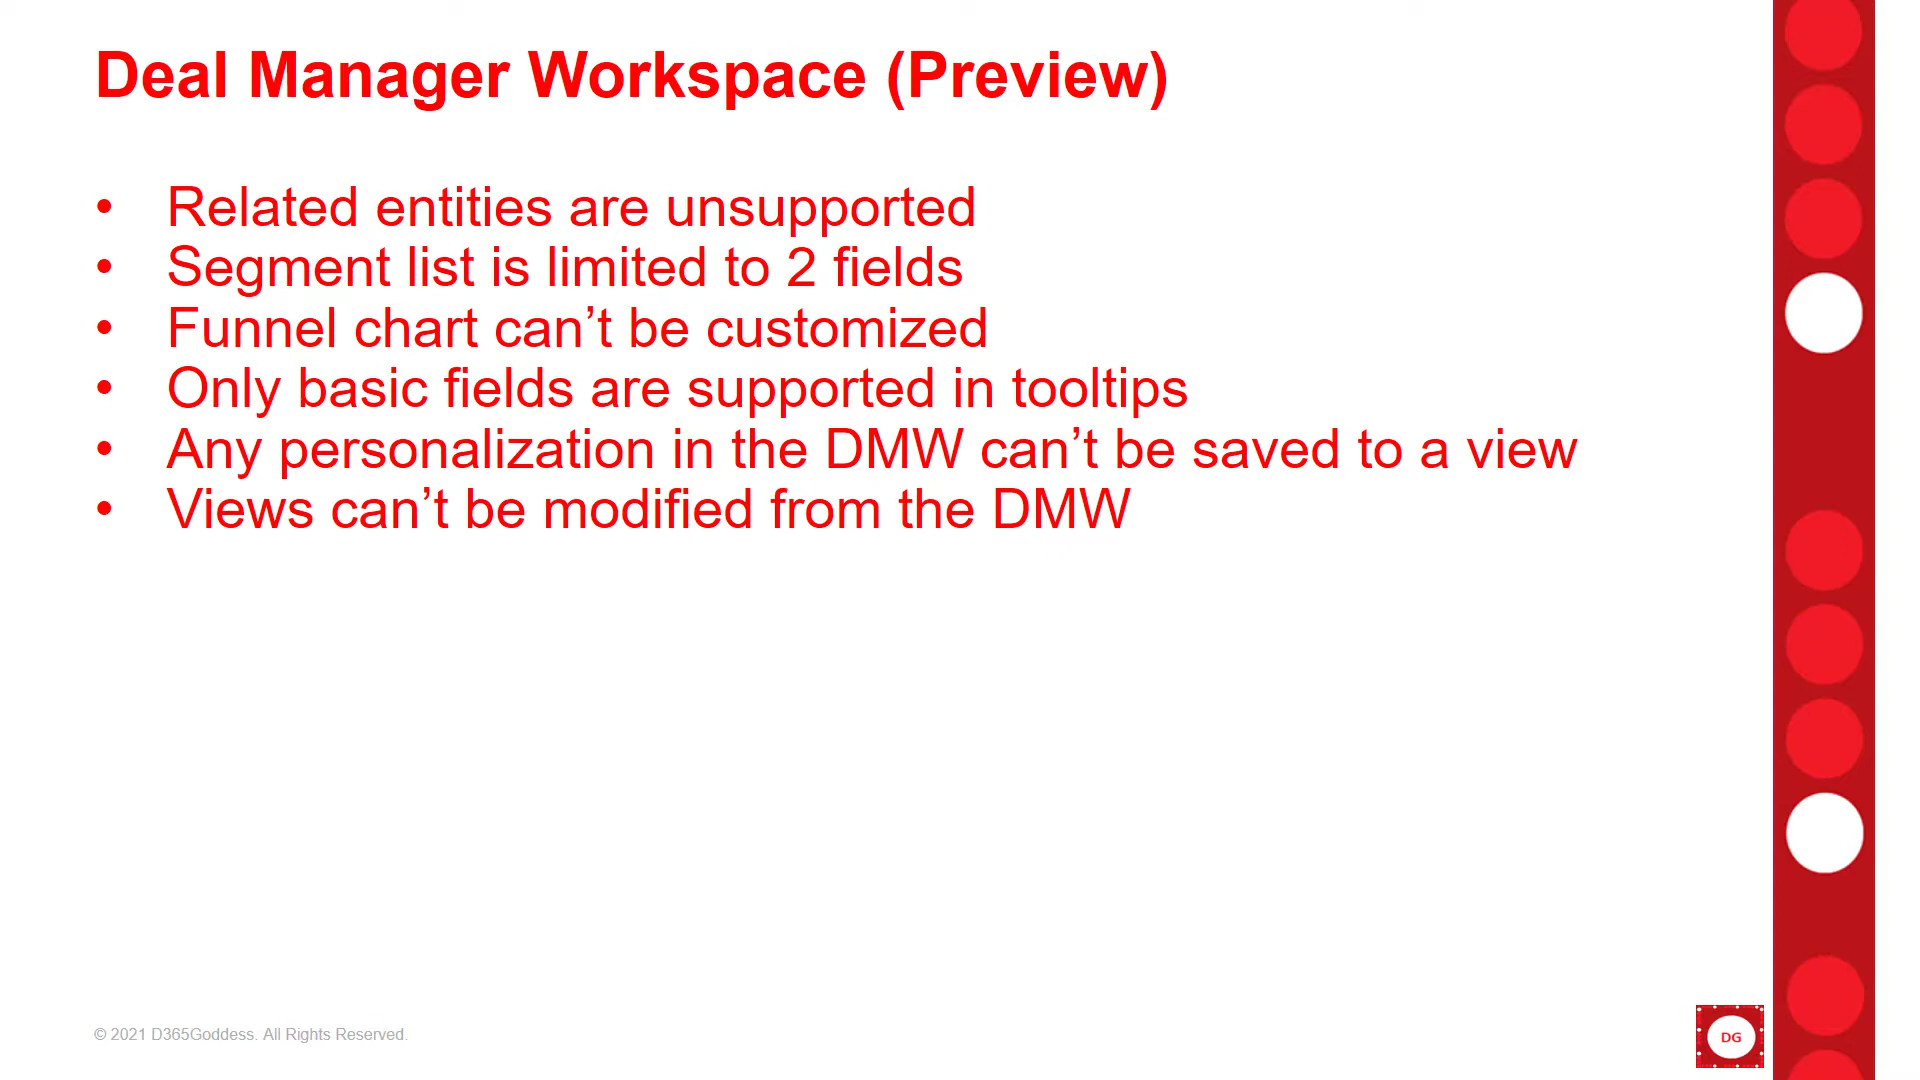 Deal Manager Workspace (Preview)
• Related entities are unsupported
• Segment list is limited to 2 fields
• Funnel chart can’t be customized
• Only basic fields are supported in tooltips
• Any personalization in the DMW can’t be saved to a view
• Views can’t be modified from the DMW
© 2021 D365Goddess. All Rights Reserved.
DG